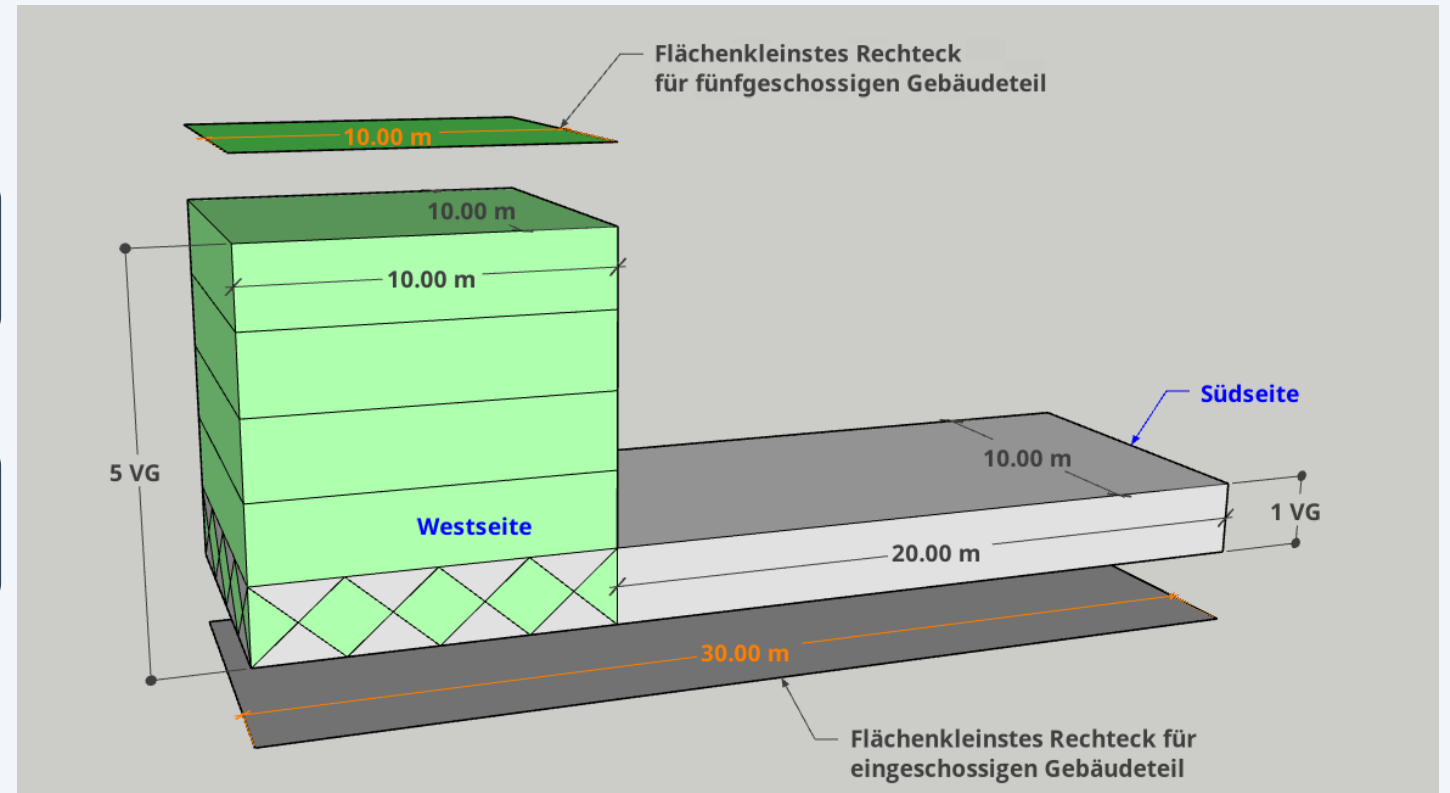 Flächenkleinstes Rechteck
für fünfgeschossigen Gebäudeteil
10.00 m
10.00 m
10.00 m
Südseite
10.00 m
5 VG
1 VG
Westseite
20.00 m
30.00 m
Flächenkleinstes Rechteck für
eingeschossigen Gebäudeteil